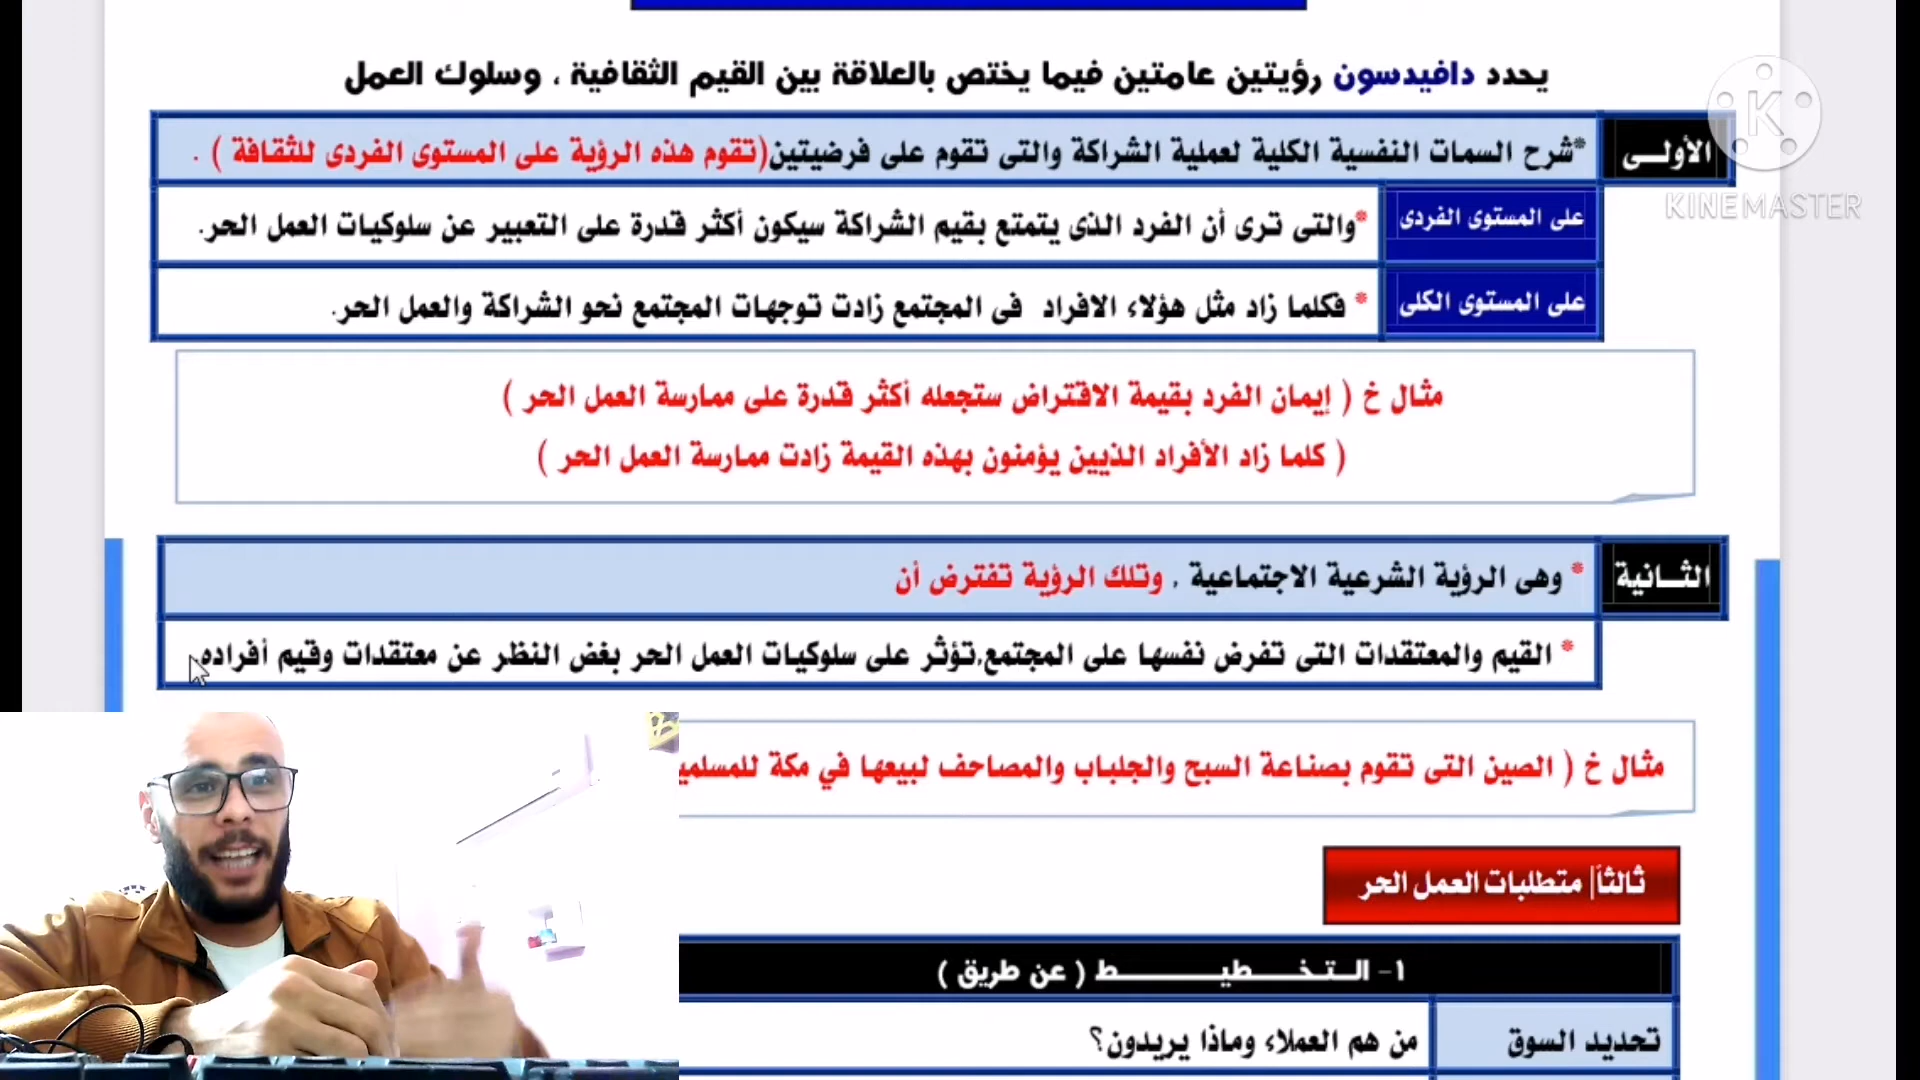 يحدد دافيدسون رؤيتين عامتين فيما يختص بالعلاقة بين القيم الثقافية ، وسلوك العمل
الأولــى
*شرح السمات النفسية الكلية لعملية الشراكة والتى تقوم على فرضيتين(تقوم هذه الرؤية على المستوى الفردى للثقافة ) .
على المستوى الفردى
*والتى ترى أن الفرد الذى يتمتع بقيم الشراكة سيكون أكثر قدرة على التعبير عن سلوكيات العمل الحر.
على المستوى الكلى
* فكلما زاد مثل هؤلاء الافراد فى المجتمع زادت توجهات المجتمع نحو الشراكة والعمل الحر.
مثال خ ( إيمان الفرد بقيمة الاقتراض ستجعله أكثر قدرة على ممارسة العمل الحر )
( كلما زاد الأفراد الذيين يؤمنون بهذه القيمة زادت ممارسة العمل الحر )
الثــانية
* وهى الرؤية الشرعية الاجتماعية . وتلك الرؤية تفترض أن
* القيم والمعتقدات التى تفرض نفسها على المجتمع،تؤثر على سلوكيات العمل الحر بغض النظر عن معتقدات وقيم أفراده.
مثال خ ( الصين التى تقوم بصناعة السبح والجلباب والمصاحف لبيعها في مكة للمسلمي
ثالثاً| متطلبات العمل الحر
١- الــتــخــــطيــــــــــط ( عن طريق )
تحديد السوق
من هم العملاء وماذا يريدون؟
K
KINEMASTER